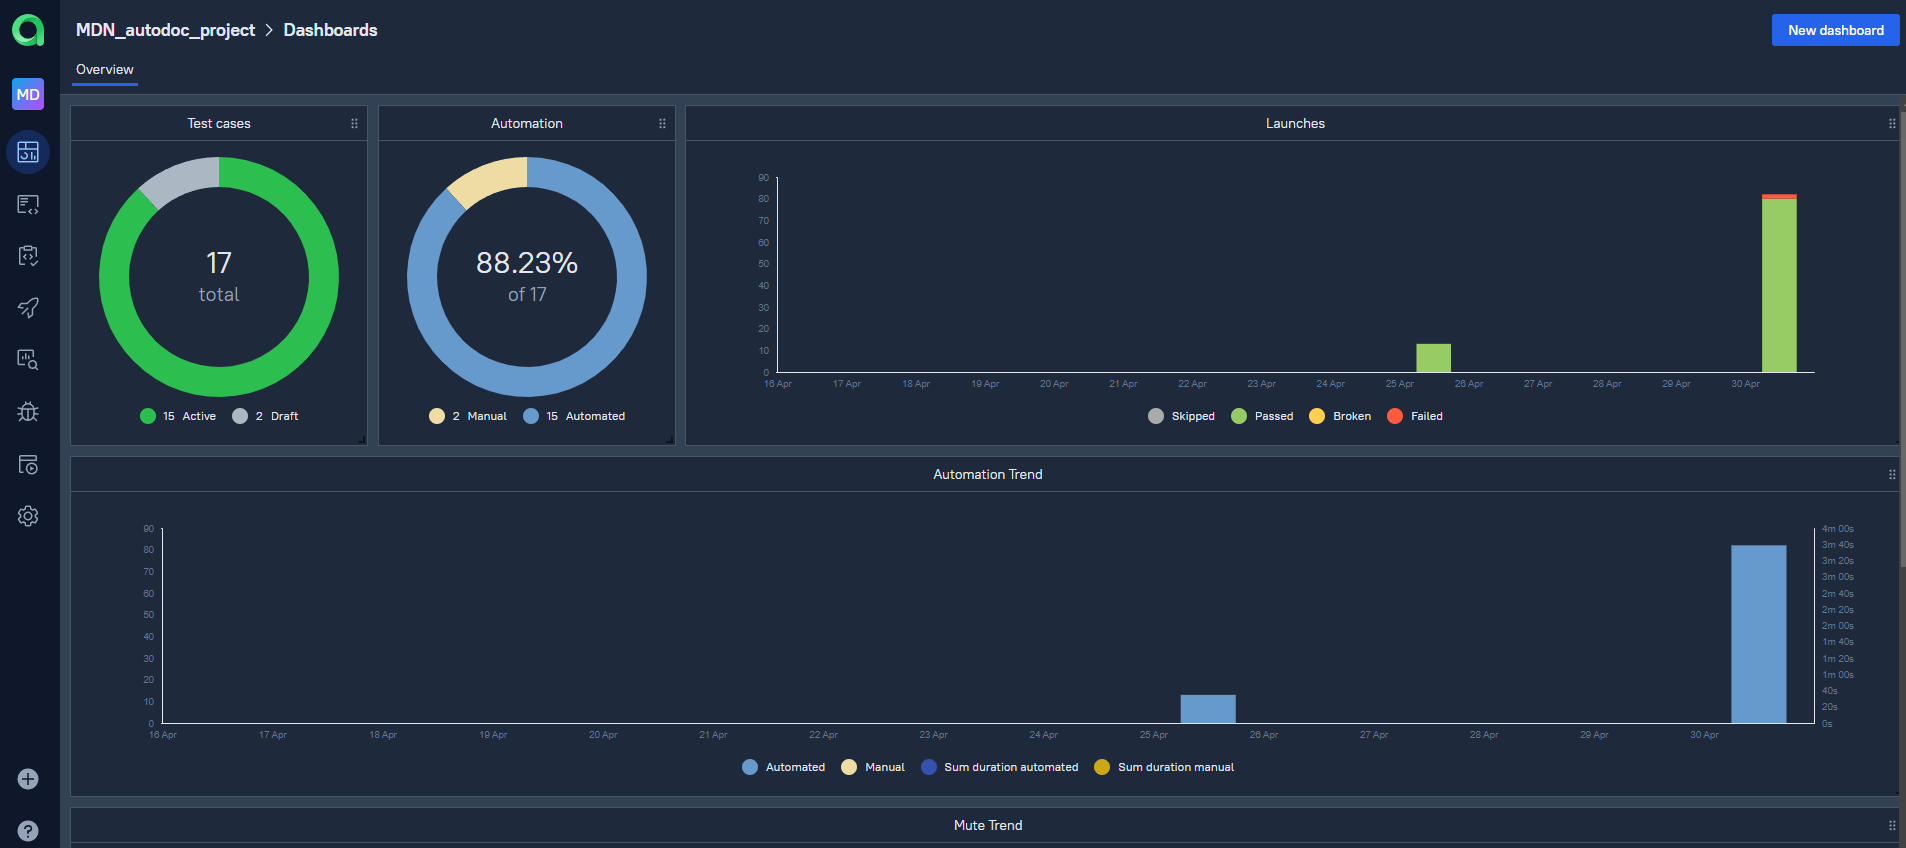 MDN_autodoc_project > Dashboards
New dashboard
Overview
MD
Test cases
17
total
15 Active 2 Draft
Automation
88.23%
of 17
2 Manual 15 Automated
Launches
90
80
70
60
50
40
30
20
10
0
16 Apr 17 Apr 18 Apr 19 Apr 20 Apr 21 Apr 22 Apr 23 Apr 24 Apr 25 Apr 26 Apr 27 Apr 28 Apr 29 Apr 30 Apr
Skipped Passed Broken Failed
Automation Trend
90
80
70
60
50
40
30
20
10
0
4m 00s
3m 40s
3m 20s
3m 00s
2m 40s
2m 20s
2m 00s
1m 40s
1m 20s
1m 00s
40s
20s
0s
16 Apr 17 Apr 18 Apr 19 Apr 20 Apr 21 Apr 22 Apr 23 Apr 24 Apr 25 Apr 26 Apr 27 Apr 28 Apr 29 Apr 30 Apr
Automated Manual Sum duration automated Sum duration manual
Mute Trend